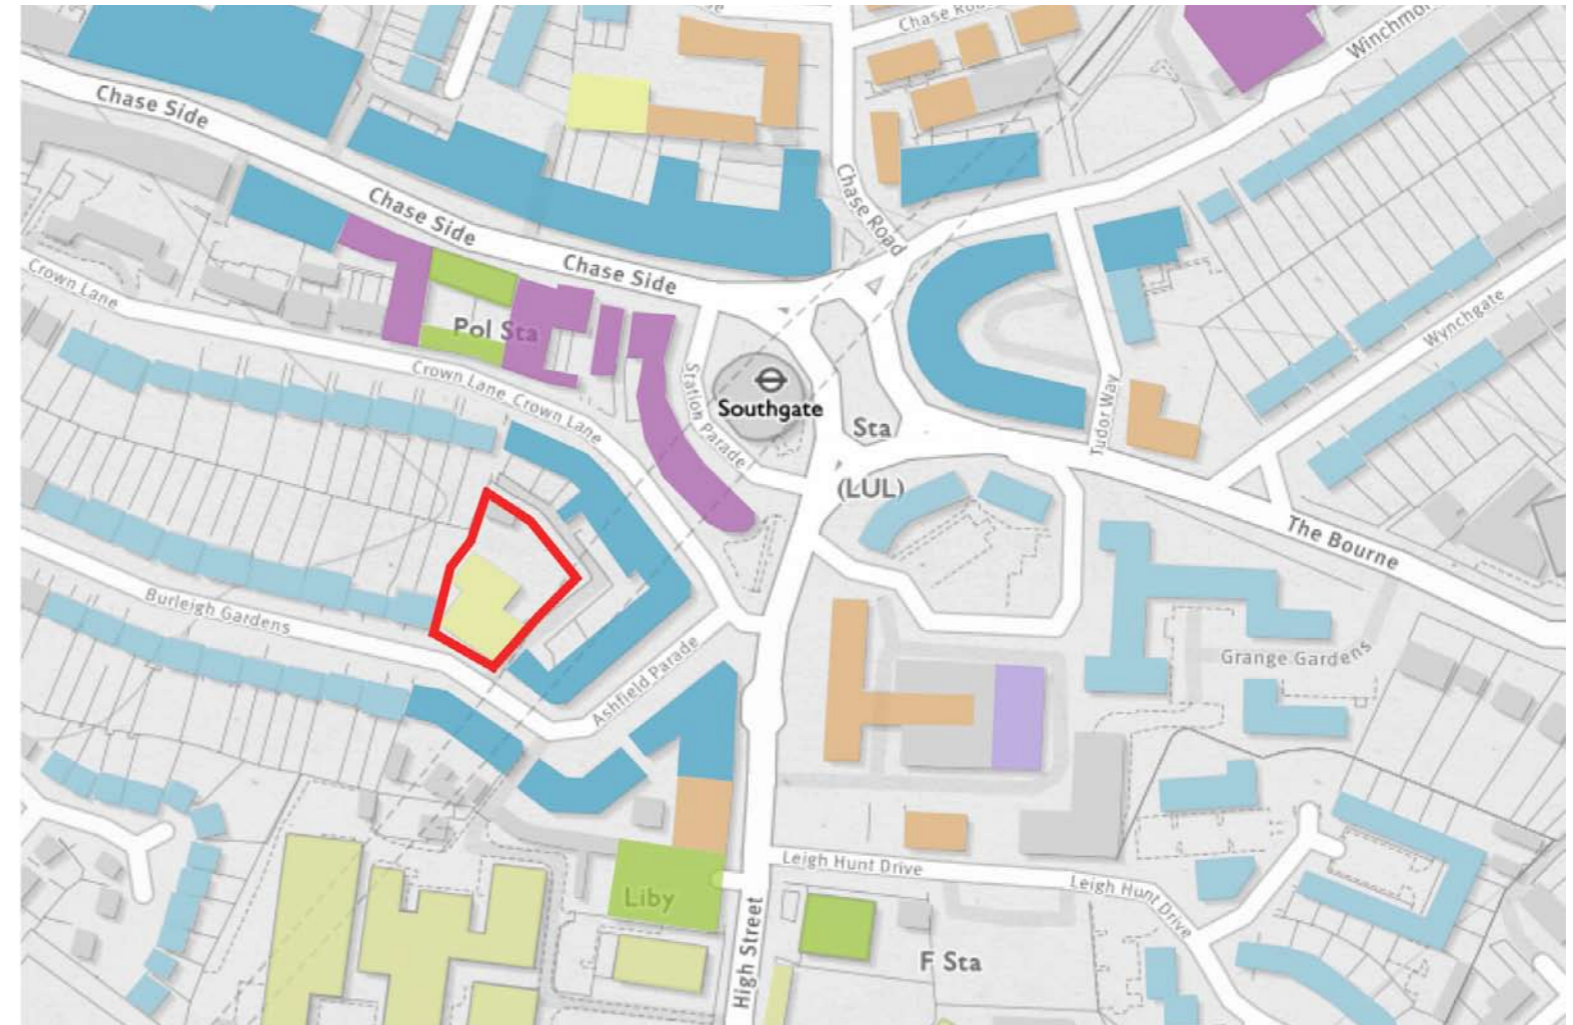 Chase Road
Winchmor
Chase Side
Chase Road
Chase Side
Chase Side
Crown Lane
Pol Sta
Crown Lane
Crown Lane
Station Parade
Southgate
Sta
(LUL)
Tudor Way
Wynchgate
The Bourne
Burleigh Gardens
Ashfield Parade
Grange Gardens
Leigh Hunt Drive
Leigh Hunt Drive
Liby
High Street
F Sta